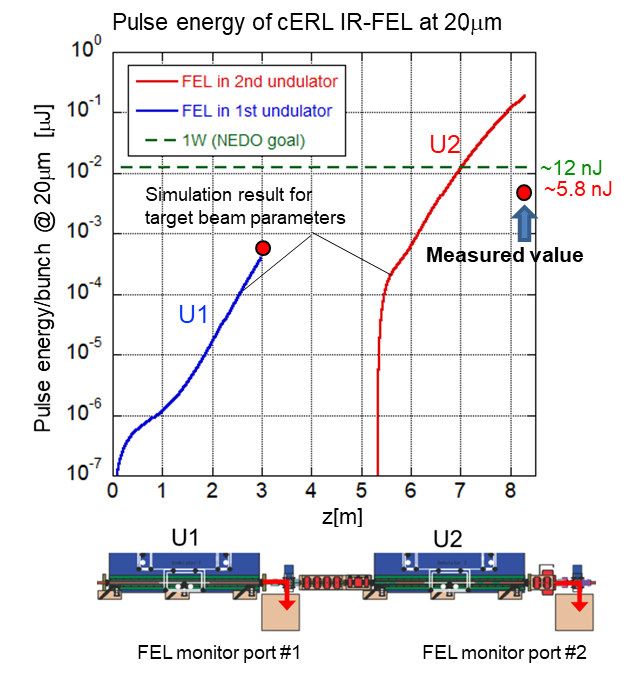 Pulse energy of cERL IR-FEL at 20μm
Pulse energy/bunch @ 20μm [μJ]
10⁰
10⁻¹
10⁻²
10⁻³
10⁻⁴
10⁻⁵
10⁻⁶
10⁻⁷
FEL in 2nd undulator
FEL in 1st undulator
1W (NEDO goal)
U2
~12 nJ
~5.8 nJ
Simulation result for
target beam parameters
Measured value
U1
0 1 2 3 4 5 6 7 8
z[m]
U1 U2
FEL monitor port #1 FEL monitor port #2